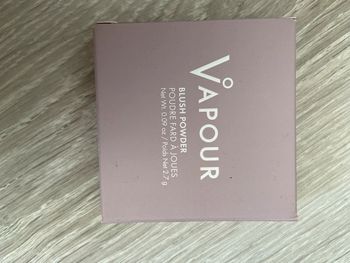 VAPOUR
BLUSH POWDER
POUDRE FARD À JOUES
Net Wt. 0.09 oz / Poids Net 2.7 g